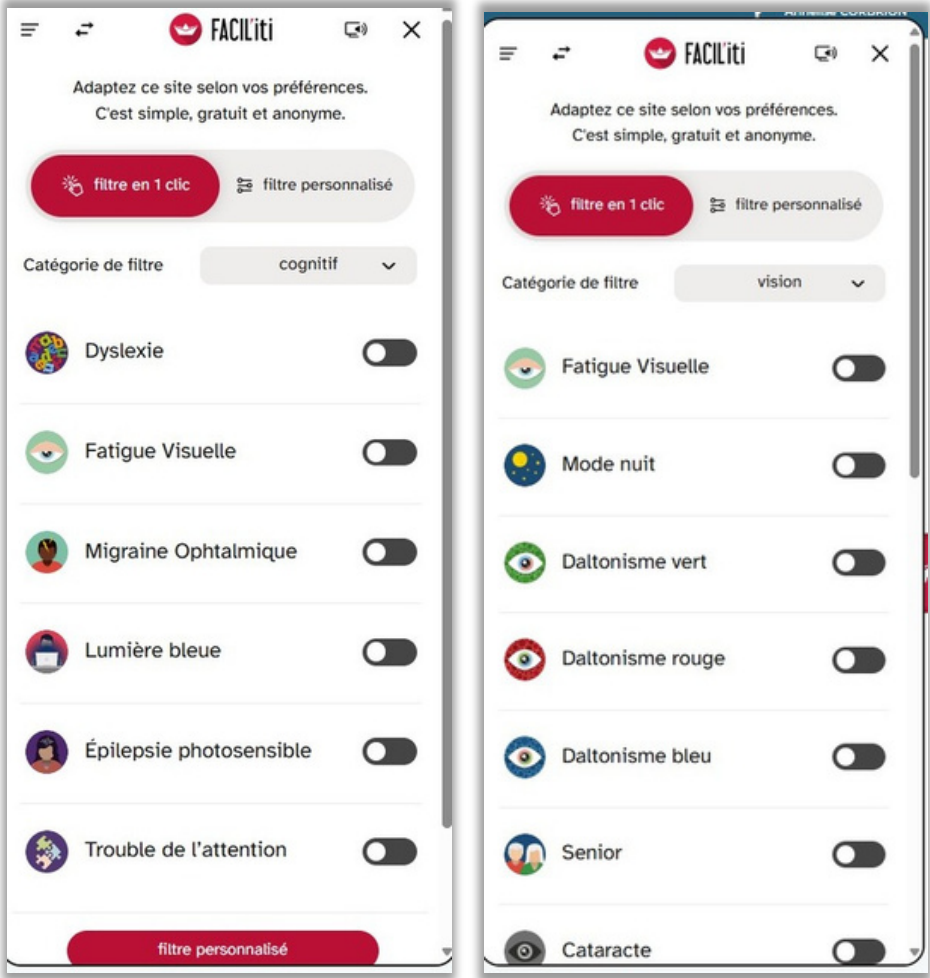 FACIL'iti
Adaptez ce site selon vos préférences.
C'est simple, gratuit et anonyme.
filtre en 1 clic
filtre personnalisé
Catégorie de filtre
cognitif
Dyslexie
Fatigue Visuelle
Migraine Ophtalmique
Lumière bleue
Épilepsie photosensible
Trouble de l'attention
filtre personnalisé
FACIL'iti
Adaptez ce site selon vos préférences.
C'est simple, gratuit et anonyme.
filtre en 1 clic
filtre personnalisé
Catégorie de filtre
vision
Fatigue Visuelle
Mode nuit
Daltonisme vert
Daltonisme rouge
Daltonisme bleu
Senior
Cataracte